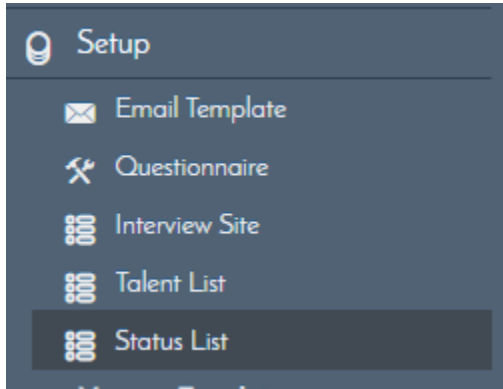 Setup
Email Template
Questionnaire
Interview Site
Talent List
Status List